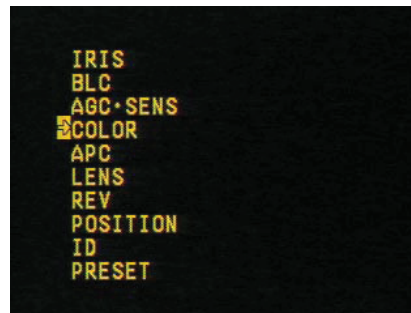 IRIS
BLC
AGC·SENS
⇨COLOR
APC
LENS
REV
POSITION
ID
PRESET